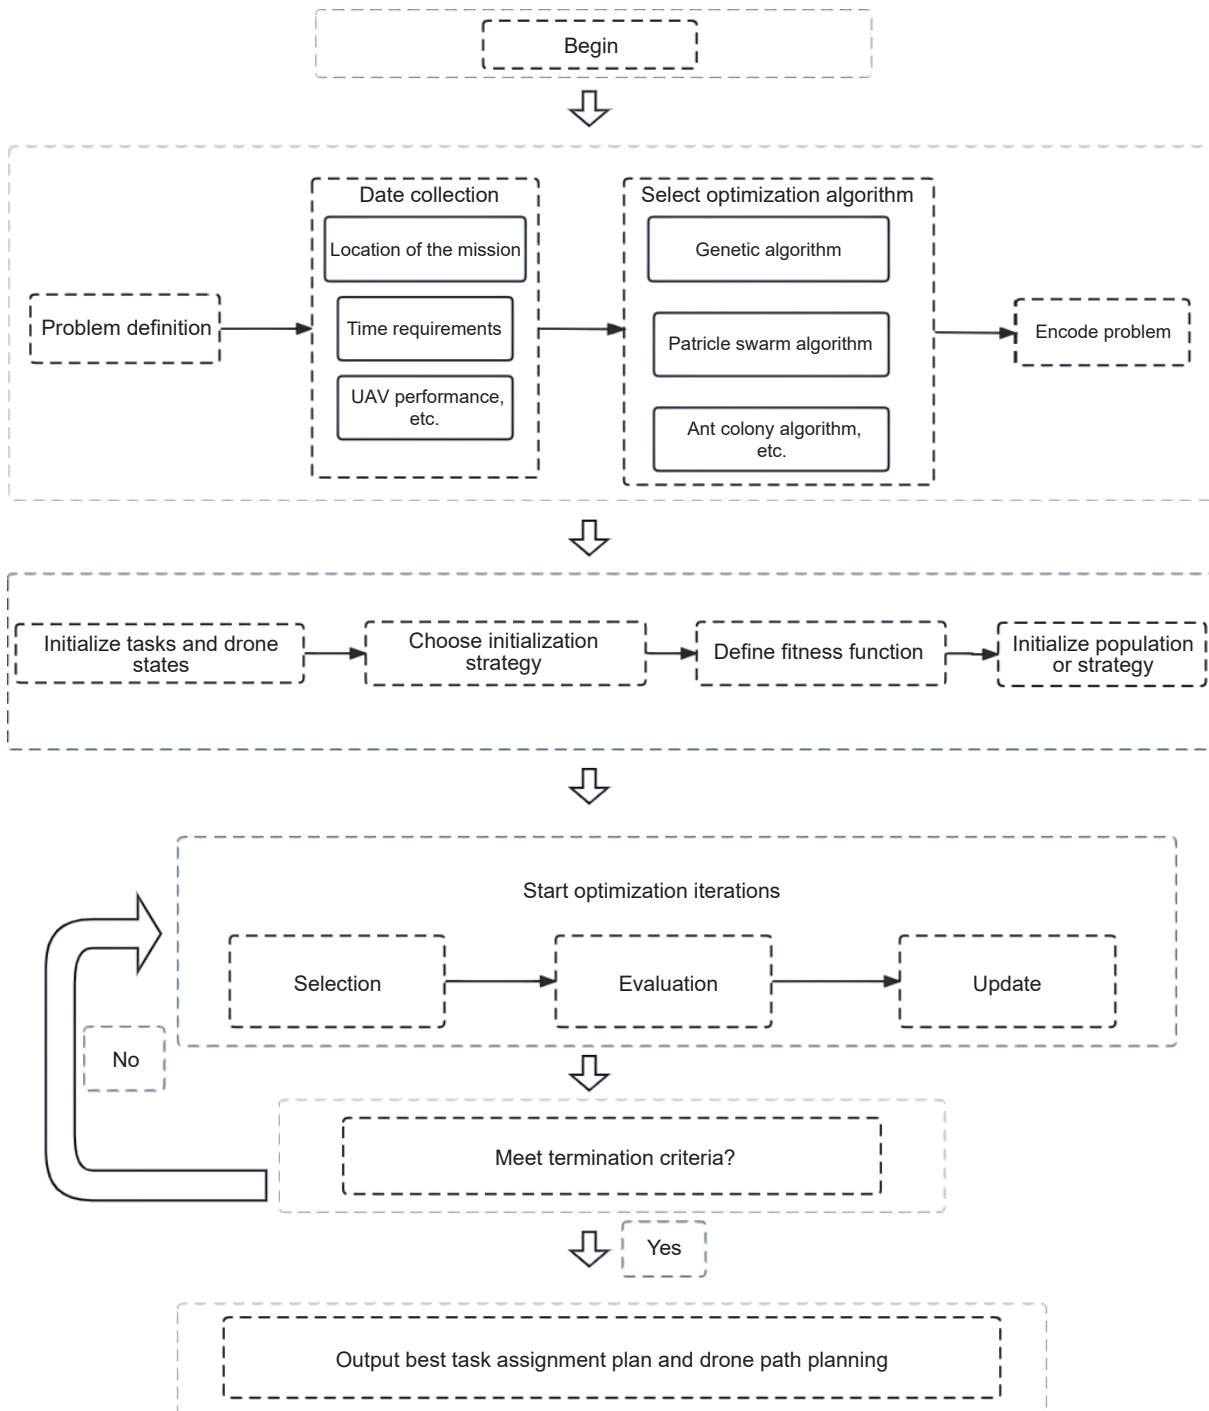 Begin
Date collection
Location of the mission
Time requirements
UAV performance,
etc.
Select optimization algorithm
Genetic algorithm
Patricle swarm algorithm
Ant colony algorithm,
etc.
Problem definition
Encode problem
Initialize tasks and drone
states
Choose initialization
strategy
Define fitness function
Initialize population
or strategy
Start optimization iterations
Selection
Evaluation
Update
No
Meet termination criteria?
Yes
Output best task assignment plan and drone path planning